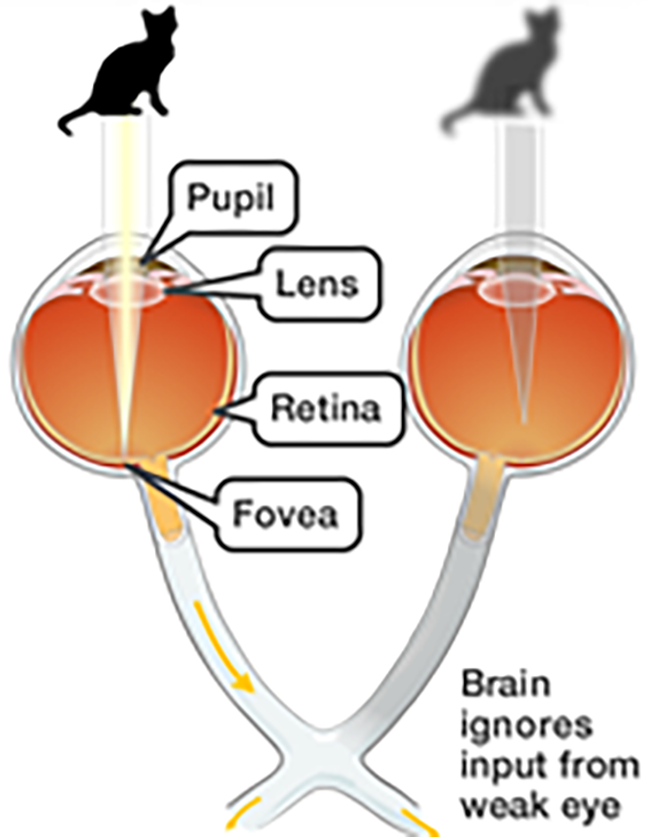 Pupil
Lens
Retina
Fovea
Brain
ignores
input from
weak eye